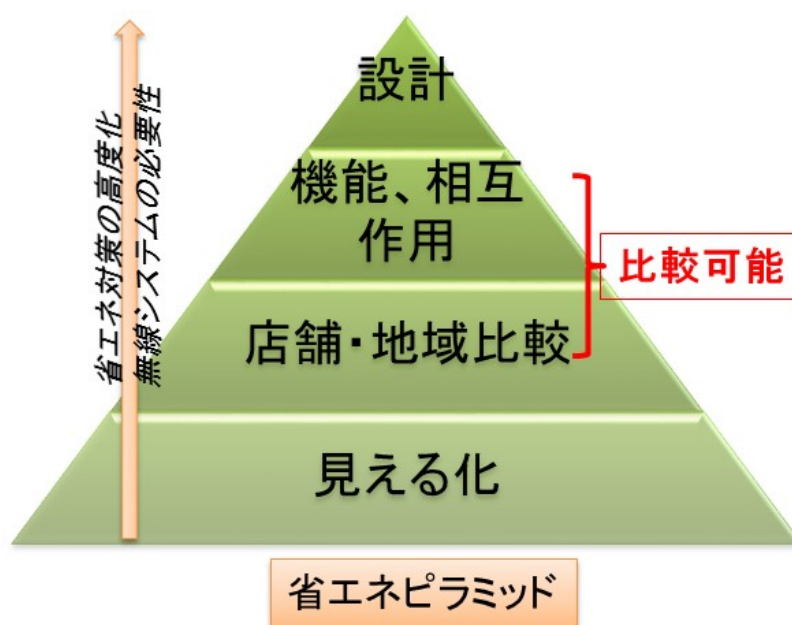 設計
機能、相互
作用
店舗・地域比較
見える化
比較可能
省エネ対策の高度化
無線システムの必要性
省エネピラミッド